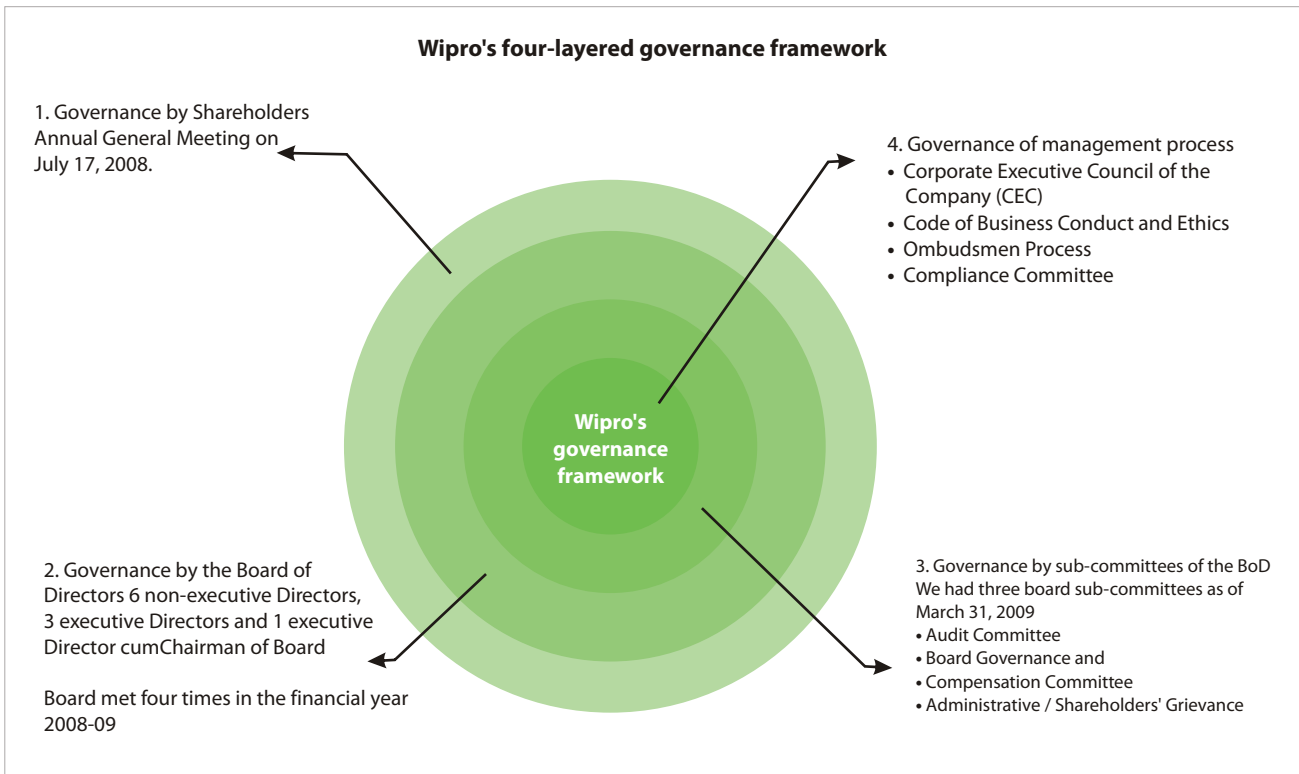 Wipro's four-layered governance framework
1. Governance by Shareholders
Annual General Meeting on
July 17, 2008.
4. Governance of management process
• Corporate Executive Council of the
Company (CEC)
• Code of Business Conduct and Ethics
• Ombudsmen Process
• Compliance Committee
Wipro's
governance
framework
2. Governance by the Board of
Directors 6 non-executive Directors,
3 executive Directors and 1 executive
Director cumChairman of Board
Board met four times in the financial year
2008-09
3. Governance by sub-committees of the BoD
We had three board sub-committees as of
March 31, 2009
• Audit Committee
• Board Governance and
• Compensation Committee
• Administrative / Shareholders' Grievance